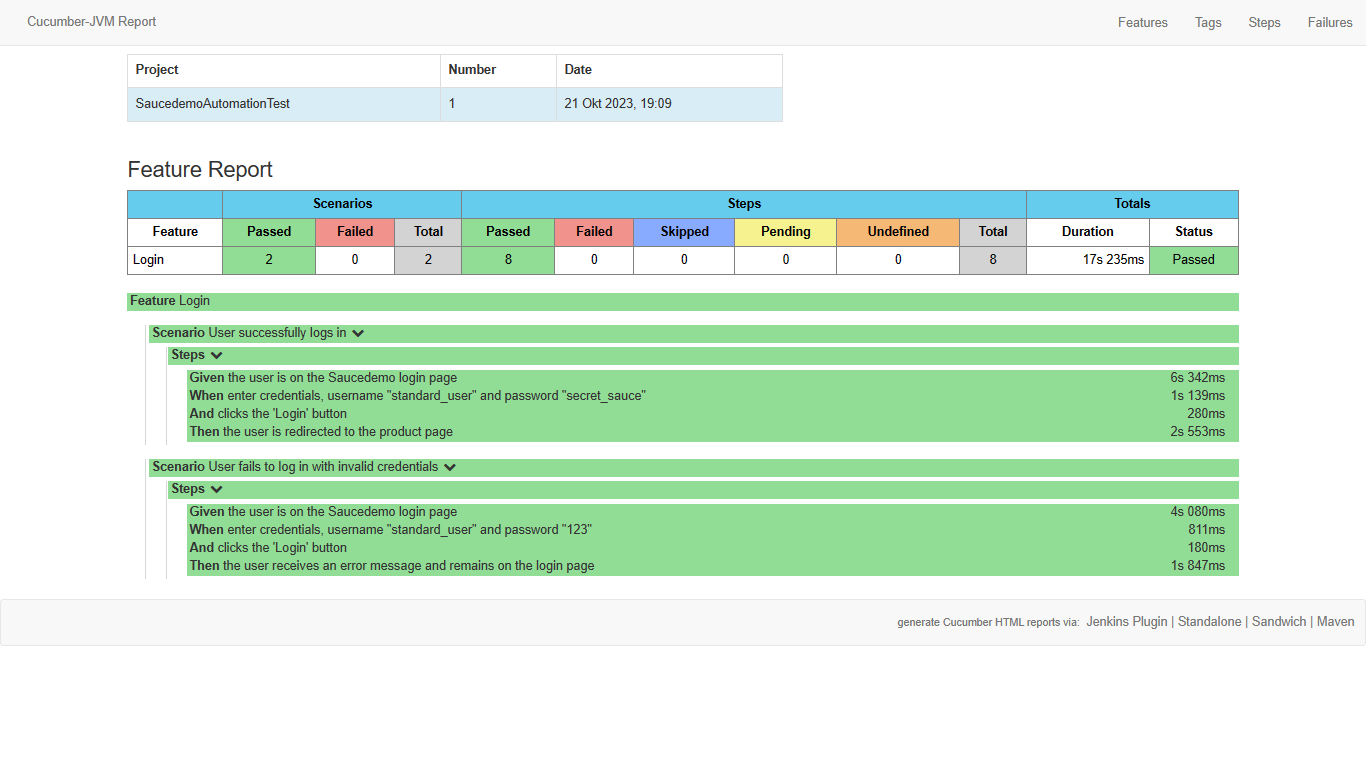 Cucumber-JVM Report Features Tags Steps Failures
Project Number Date
SaucedemoAutomationTest 1 21 Okt 2023, 19:09
Feature Report
Scenarios Steps Totals
Feature Passed Failed Total Passed Failed Skipped Pending Undefined Total Duration Status
Login 2 0 2 8 0 0 0 0 8 17s 235ms Passed
Feature Login
Scenario User successfully logs in
Steps
Given the user is on the Saucedemo login page 6s 342ms
When enter credentials, username "standard_user" and password "secret_sauce" 1s 139ms
And clicks the 'Login' button 280ms
Then the user is redirected to the product page 2s 553ms
Scenario User fails to log in with invalid credentials
Steps
Given the user is on the Saucedemo login page 4s 080ms
When enter credentials, username "standard_user" and password "123" 811ms
And clicks the 'Login' button 180ms
Then the user receives an error message and remains on the login page 1s 847ms
generate Cucumber HTML reports via: Jenkins Plugin | Standalone | Sandwich | Maven